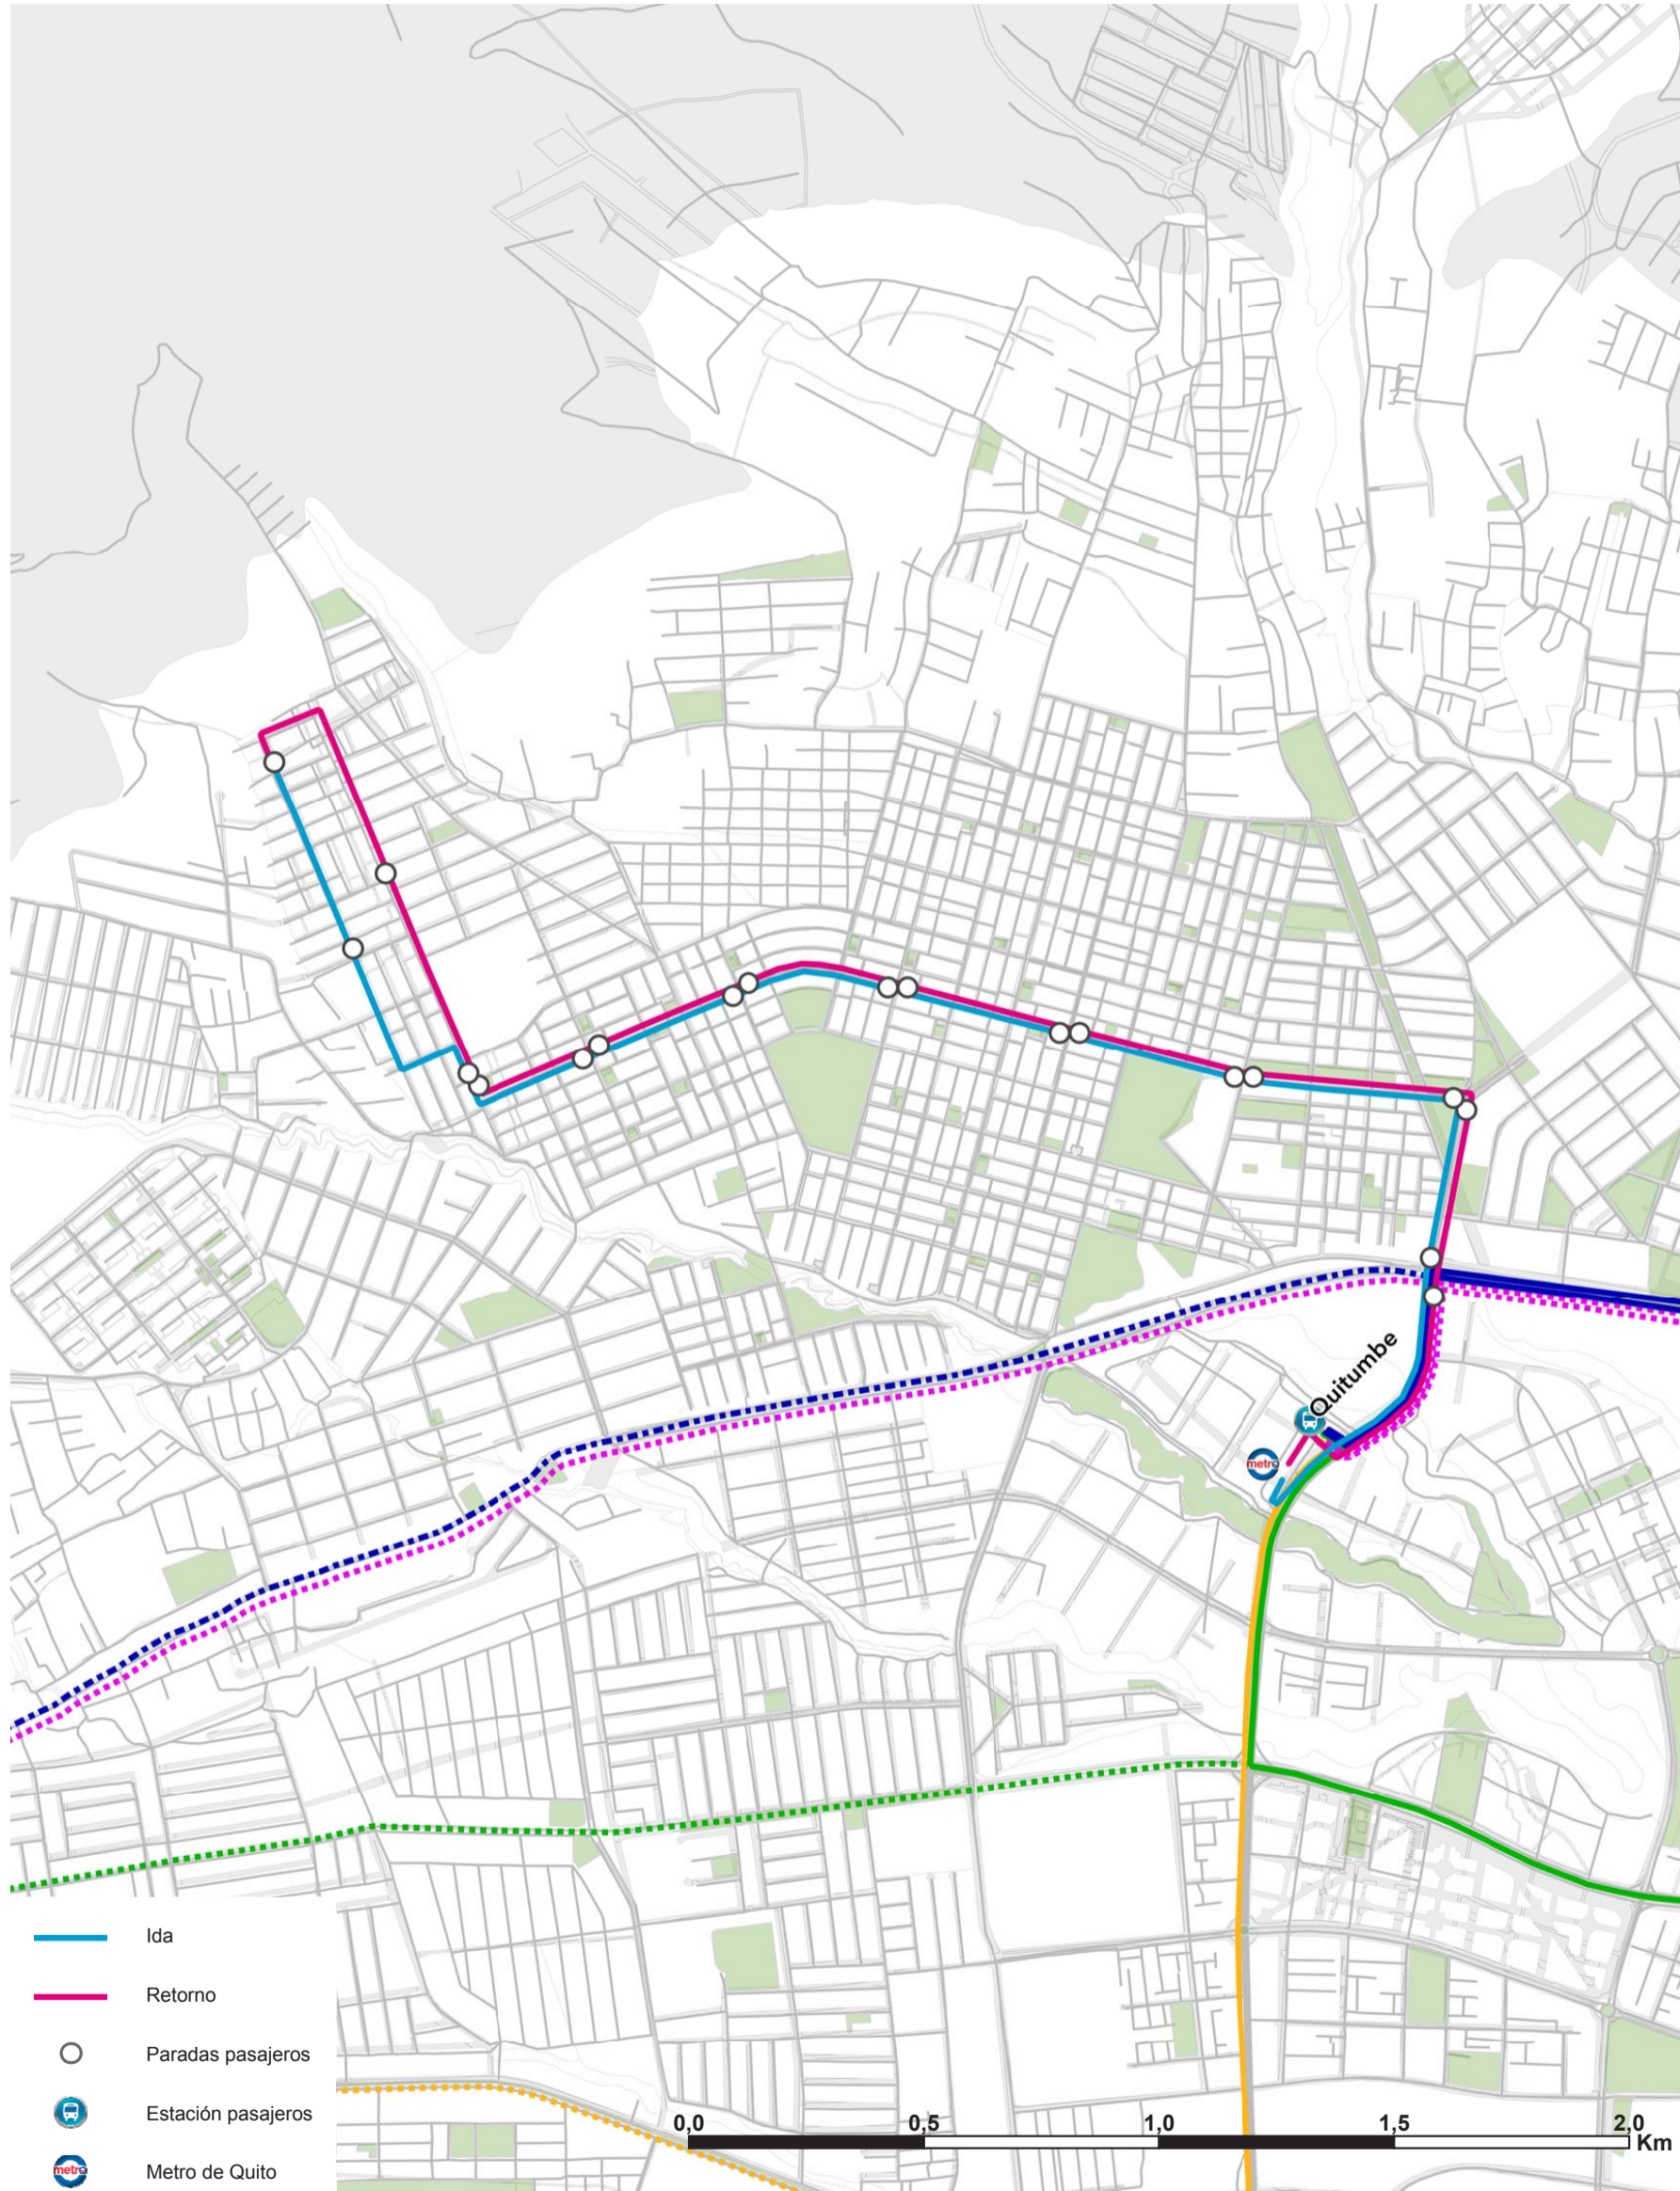 Quitumbe
metro
Ida
Retorno
Paradas pasajeros
Estación pasajeros
metro
Metro de Quito
0,0 0,5 1,0 1,5 2,0
Km